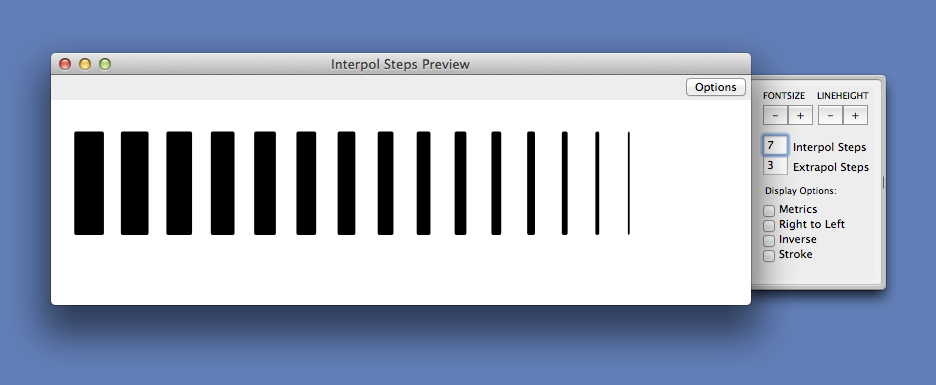 Interpol Steps Preview
Options
FONTSIZE LINEHEIGHT
- + - +
7 Interpol Steps
3 Extrapol Steps
Display Options:
Metrics
Right to Left
Inverse
Stroke